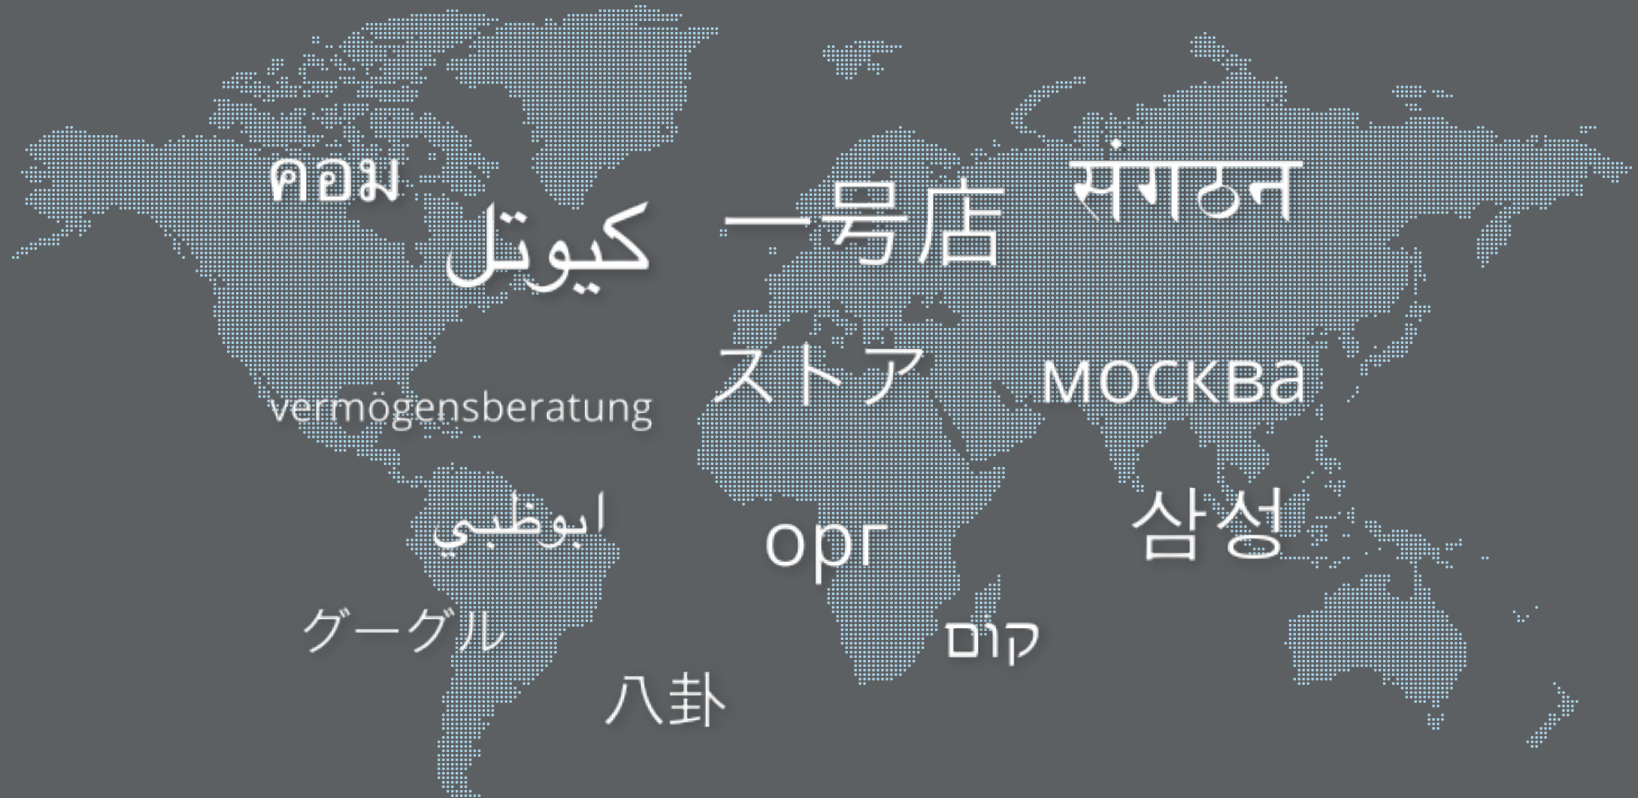 คอม
كيوتل
一号店
संगठन
ストア
москва
vermögensberatung
ابوظبي
орг
삼성
グーグル
קום
八卦